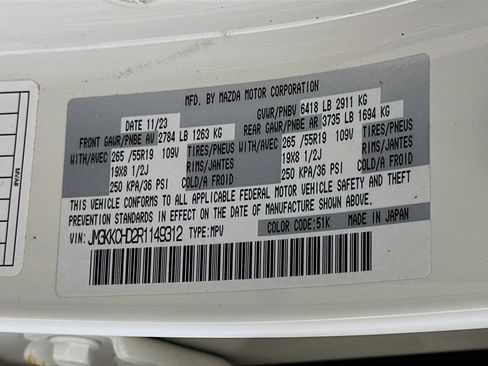 MFD. BY MAZDA MOTOR CORPORATION
DATE 11/23 GVWR/PNBV 6418 LB 2911 KG
FRONT GAWR/PNBE AV 2784 LB 1263 KG REAR GAWR/PNBE AR 3735 LB 1694 KG
WITH/AVEC 265 /55R19 109V TIRES/PNEUS WITH/AVEC 265 /55R19 109V TIRES/PNEUS
19X8 1/2J RIMS/JANTES 19X8 1/2J RIMS/JANTES
250 KPA/36 PSI COLD/A FROID 250 KPA/36 PSI COLD/A FROID
THIS VEHICLE CONFORMS TO ALL APPLICABLE FEDERAL MOTOR VEHICLE SAFETY AND THEFT
PREVENTION STANDARDS IN EFFECT ON THE DATE OF MANUFACTURE SHOWN ABOVE.
VIN: JM3KKCHD2R1149312 TYPE:MPV COLOR CODE:51K MADE IN JAPAN